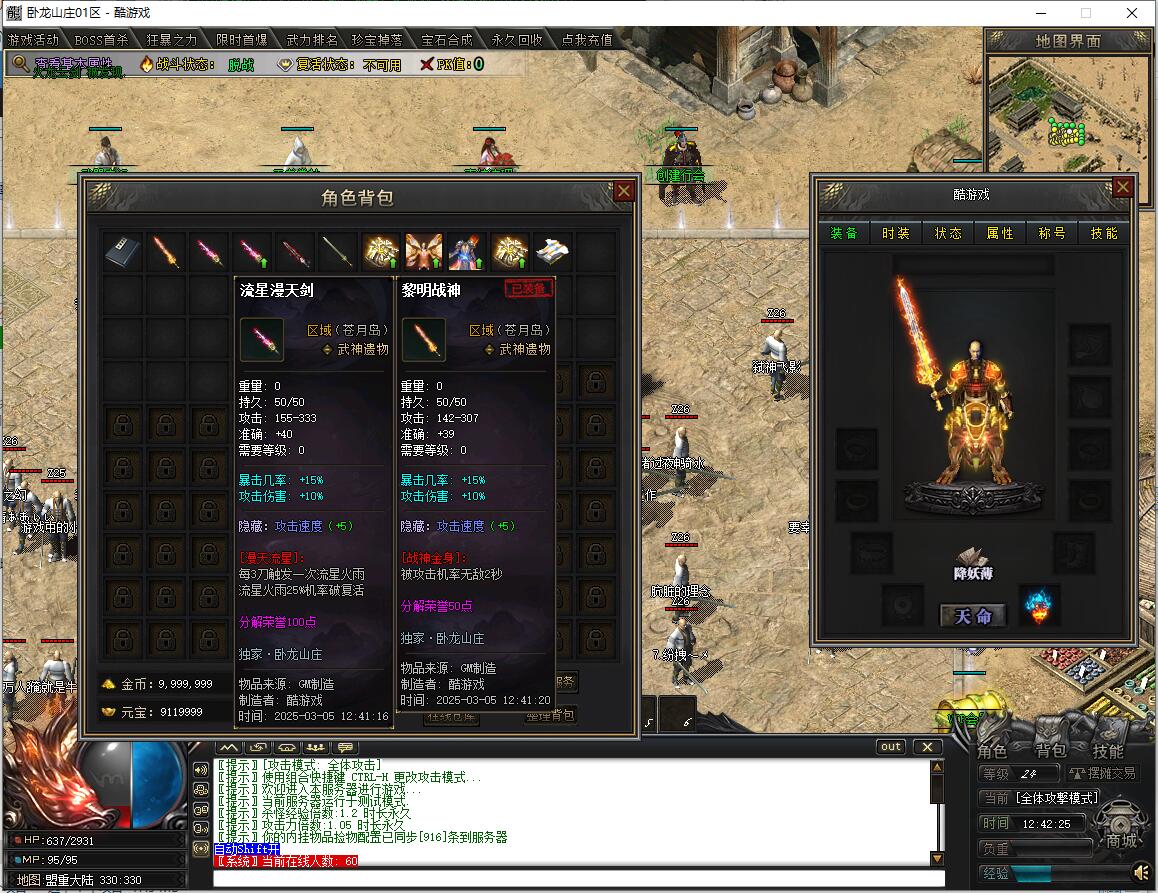 卧龙山庄01区 - 酷游戏
游戏活动 BOSS首杀 狂暴之力 限时首爆 武力排名 珍宝掉落 宝石合成 永久回收 点我充值
查看基本属性 战斗状态: 脱战 复活状态: 不可用 PK值:0
地图界面
创建行会
角色背包
流星漫天剑
区域(苍月岛)
武神遗物
重量: 0
持久: 50/50
攻击: 155-333
准确: +40
需要等级: 0
暴击几率: +15%
攻击伤害: +10%
隐藏: 攻击速度(+5)
[漫天流星]:
每3刀触发一次流星火雨
流星火雨25%机率破复活
分解荣誉100点
独家·卧龙山庄
物品来源: GM制造
制造者: 酷游戏
时间: 2025-03-05 12:41:16
黎明战神
已装备
区域(苍月岛)
武神遗物
重量: 0
持久: 50/50
攻击: 142-307
准确: +39
需要等级: 0
暴击几率: +15%
攻击伤害: +10%
隐藏: 攻击速度(+5)
[战神金身]:
被攻击机率无敌2秒
分解荣誉50点
独家·卧龙山庄
物品来源: GM制造
制造者: 酷游戏
时间: 2025-03-05 12:41:20
金币: 9,999,999
元宝: 9119999
整理背包
酷游戏
装备 时装 状态 属性 称号 技能
降妖薄
天命
Z26
弑神飞影
Z26
Z26
肮脏的理念
Z26
Z25
Z26
5 6
out
[提示][攻击模式: 全体攻击]
[提示]使用组合快捷键 CTRL-H 更改攻击模式...
[提示]欢迎进入本服务器进行游戏...
[提示]当前服务器运行于测试模式.
[提示]杀怪经验倍数:1.2 时长永久
[提示]攻击力倍数:1.05 时长永久
[提示]你的内挂物品捡物配置已同步[916]条到服务器
自动Shift开
[系统]当前在线人数: 60
HP:637/2931
MP:95/95
地图:盟重大陆 330:330
角色 背包 技能
等级 24 摆摊交易
当前 [全体攻击模式]
时间 12:42:25
负重
商城
经验